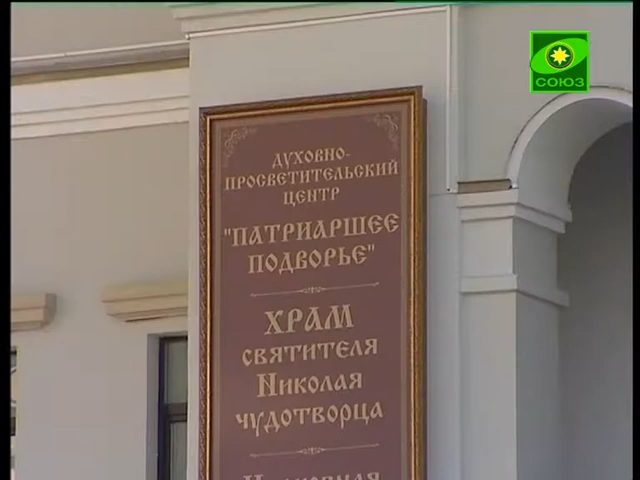 СОЮЗ
ДУХОВНО-
ПРОСВЕТИТЕЛЬСКИЙ
ЦЕНТР
"ПАТРИАРШЕЕ
ПОДВОРЬЕ"
ХРАМ
СВЯТИТЕЛЯ
НИКОЛАЯ
ЧУДОТВОРЦА